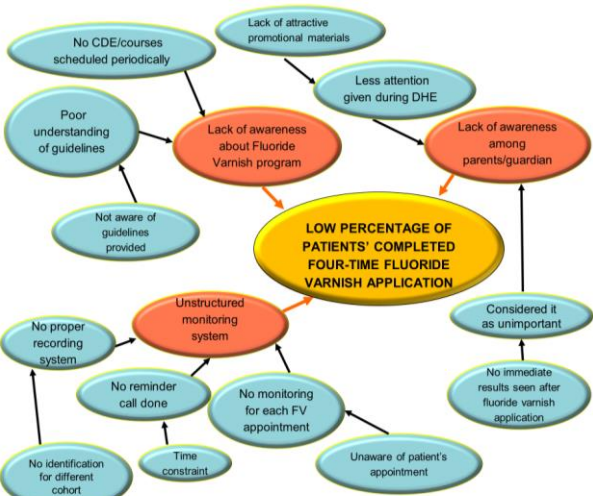 Lack of attractive
promotional materials
No CDE/courses
scheduled periodically
Less attention
given during DHE
Poor
understanding
of guidelines
Lack of awareness
about Fluoride
Varnish program
Lack of awareness
among
parents/guardian
Not aware of
guidelines
provided
LOW PERCENTAGE OF
PATIENTS' COMPLETED
FOUR-TIME FLUORIDE
VARNISH APPLICATION
Unstructured
monitoring
system
Considered it
as unimportant
No proper
recording
system
No reminder
call done
No monitoring
for each FV
appointment
No immediate
results seen after
fluoride varnish
application
Time
constraint
Unaware of patient's
appointment
No identification
for different
cohort